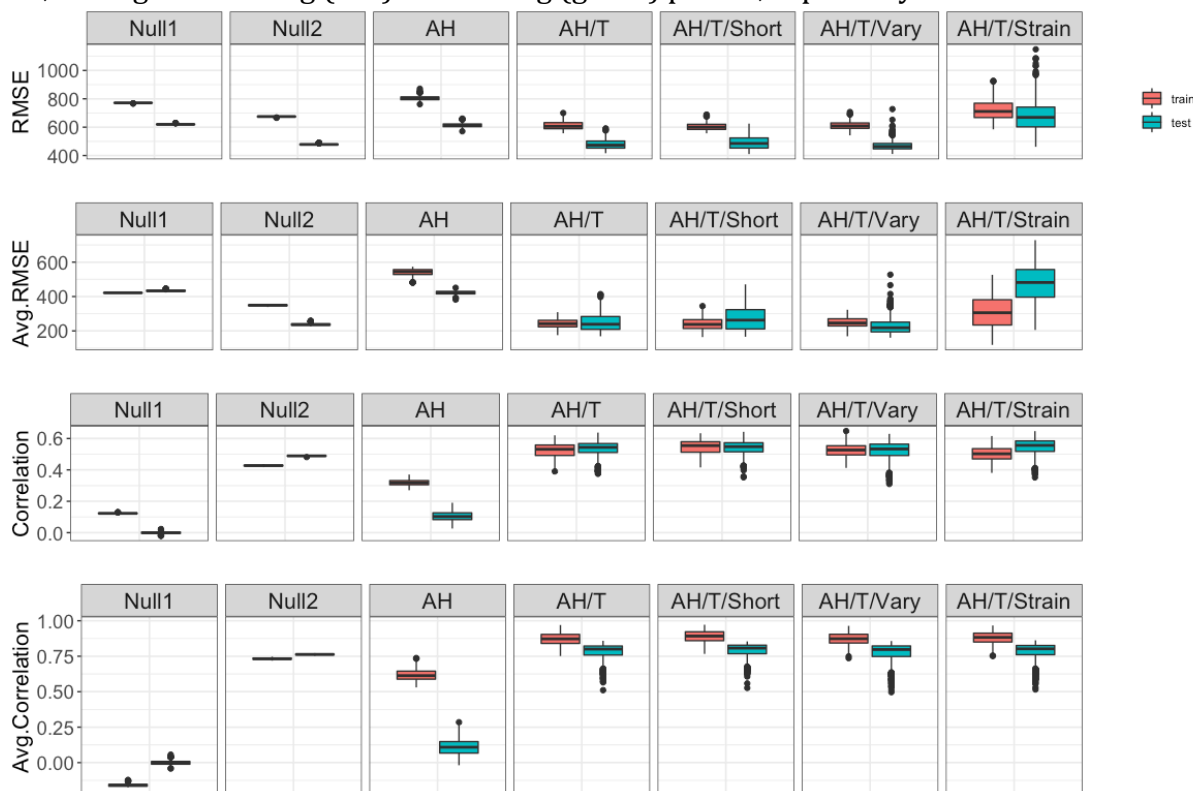 Null1 Null2 AH AH/T AH/T/Short AH/T/Vary AH/T/Strain
RMSE
1000
800
600
400
train
test
Null1 Null2 AH AH/T AH/T/Short AH/T/Vary AH/T/Strain
Avg.RMSE
600
400
200
Null1 Null2 AH AH/T AH/T/Short AH/T/Vary AH/T/Strain
Correlation
0.6
0.4
0.2
0.0
Null1 Null2 AH AH/T AH/T/Short AH/T/Vary AH/T/Strain
Avg.Correlation
1.00
0.75
0.50
0.25
0.00